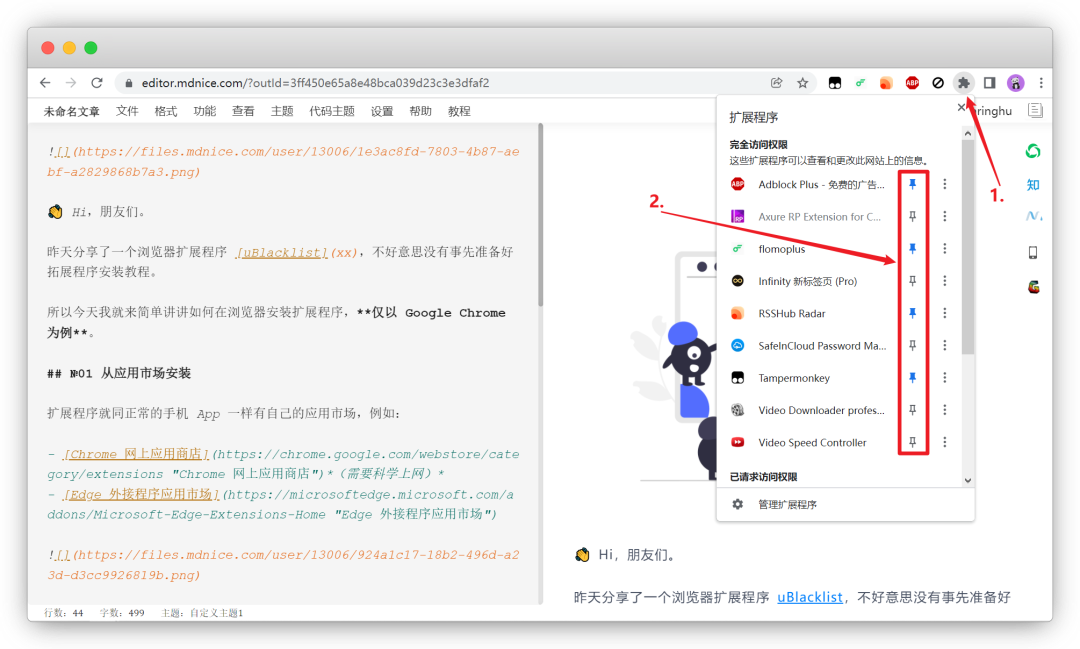 editor.mdnice.com/?outId=3ff450e65a8e48bca039d23c3e3dfaf2
ABP
未命名文章 文件 格式 功能 查看 主题 代码主题 设置 帮助 教程
ringhu
![](https://files.mdnice.com/user/13006/1e3ac8fd-7803-4b87-ae
bf-a2829868b7a3.png)
👏 Hi，朋友们。
昨天分享了一个浏览器扩展程序 [uBlacklist](xx)，不好意思没有事先准备好
拓展程序安装教程。
所以今天我就来简单讲讲如何在浏览器安装扩展程序，**仅以 Google Chrome
为例**。
## №01 从应用市场安装
扩展程序就同正常的手机 App 一样有自己的应用市场，例如：
- [Chrome 网上应用商店](https://chrome.google.com/webstore/cate
gory/extensions "Chrome 网上应用商店")*（需要科学上网）*
- [Edge 外接程序应用市场](https://microsoftedge.microsoft.com/a
ddons/Microsoft-Edge-Extensions-Home "Edge 外接程序应用市场")
![](https://files.mdnice.com/user/13006/924a1c17-18b2-496d-a2
3d-d3cc9926819b.png)
行数：44 字数：499 主题：自定义主题1
扩展程序
完全访问权限
这些扩展程序可以查看和更改此网站上的信息。
ABP Adblock Plus - 免费的广告...
RP Axure RP Extension for C...
flomoplus
Infinity 新标签页 (Pro)
RSSHub Radar
SafeInCloud Password Ma...
Tampermonkey
Video Downloader profes...
Video Speed Controller
已请求访问权限
管理扩展程序
1.
2.
知
👏 Hi，朋友们。
昨天分享了一个浏览器扩展程序 uBlacklist，不好意思没有事先准备好